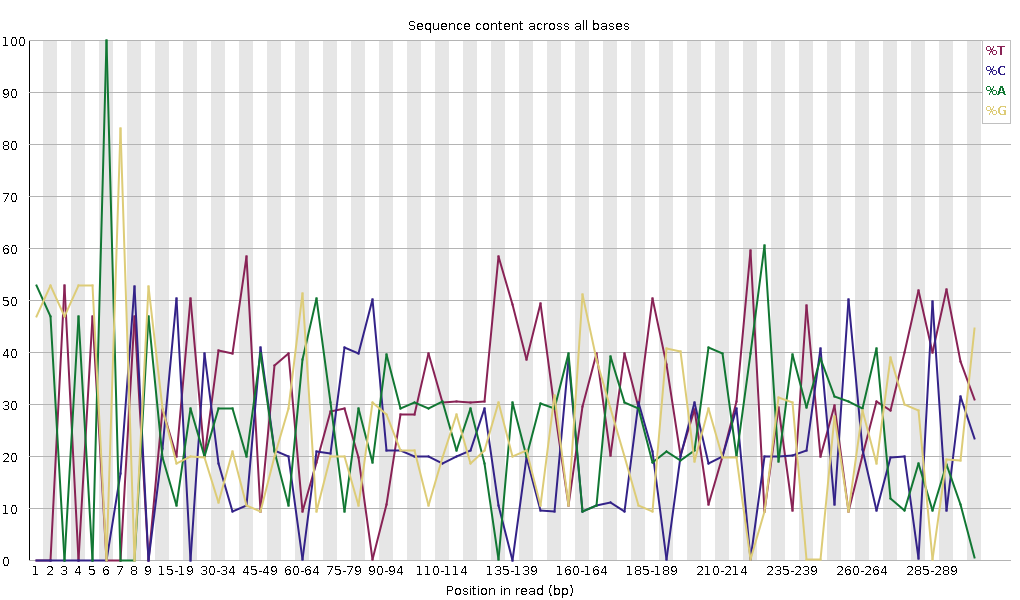 Sequence content across all bases
100
90
80
70
60
50
40
30
20
10
0
%T
%C
%A
%G
1 2 3 4 5 6 7 8 9 15-19 30-34 45-49 60-64 75-79 90-94 110-114 135-139 160-164 185-189 210-214 235-239 260-264 285-289
Position in read (bp)